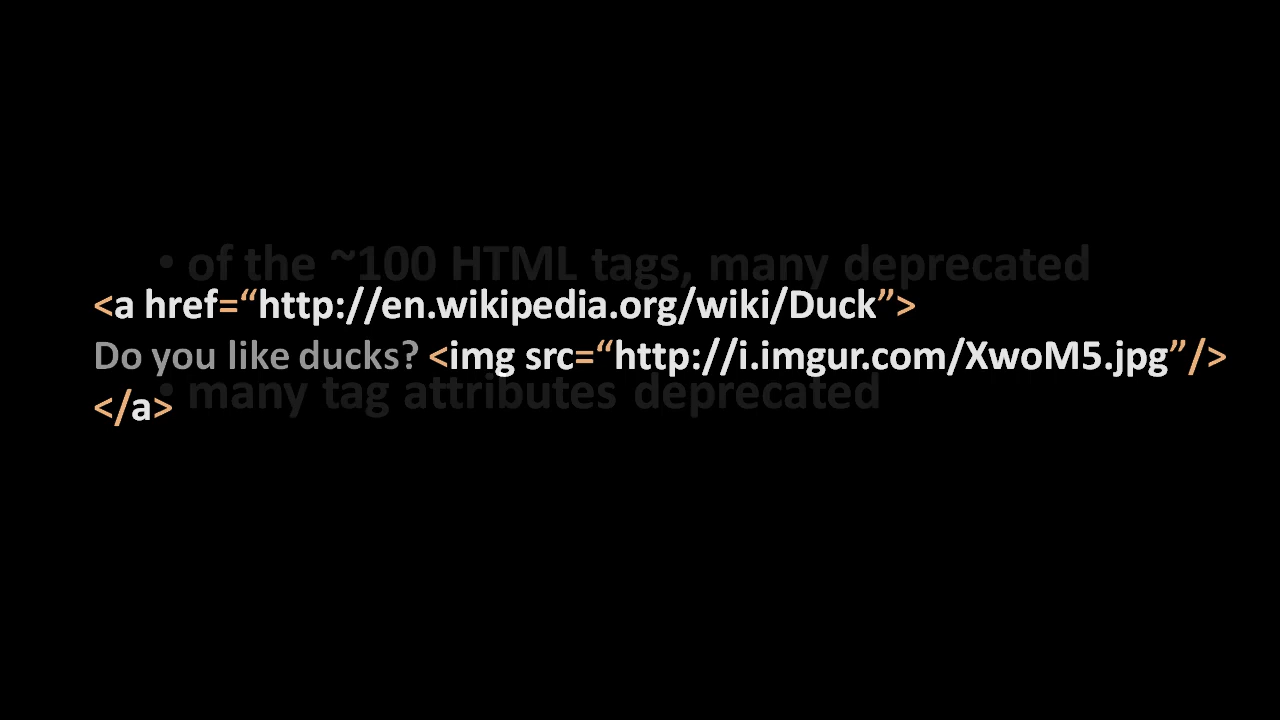 • of the ~100 HTML tags, many deprecated
<a href=“http://en.wikipedia.org/wiki/Duck”>
Do you like ducks? <img src=“http://i.imgur.com/XwoM5.jpg”/>
• many tag attributes deprecated
</a>